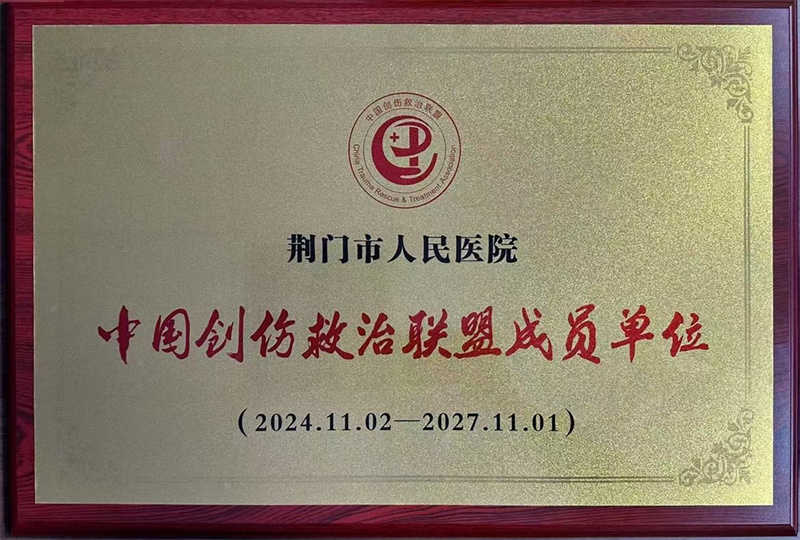 中国创伤救治联盟
China Trauma Rescue & Treatment Association
荆门市人民医院
中国创伤救治联盟成员单位
(2024.11.02—2027.11.01)